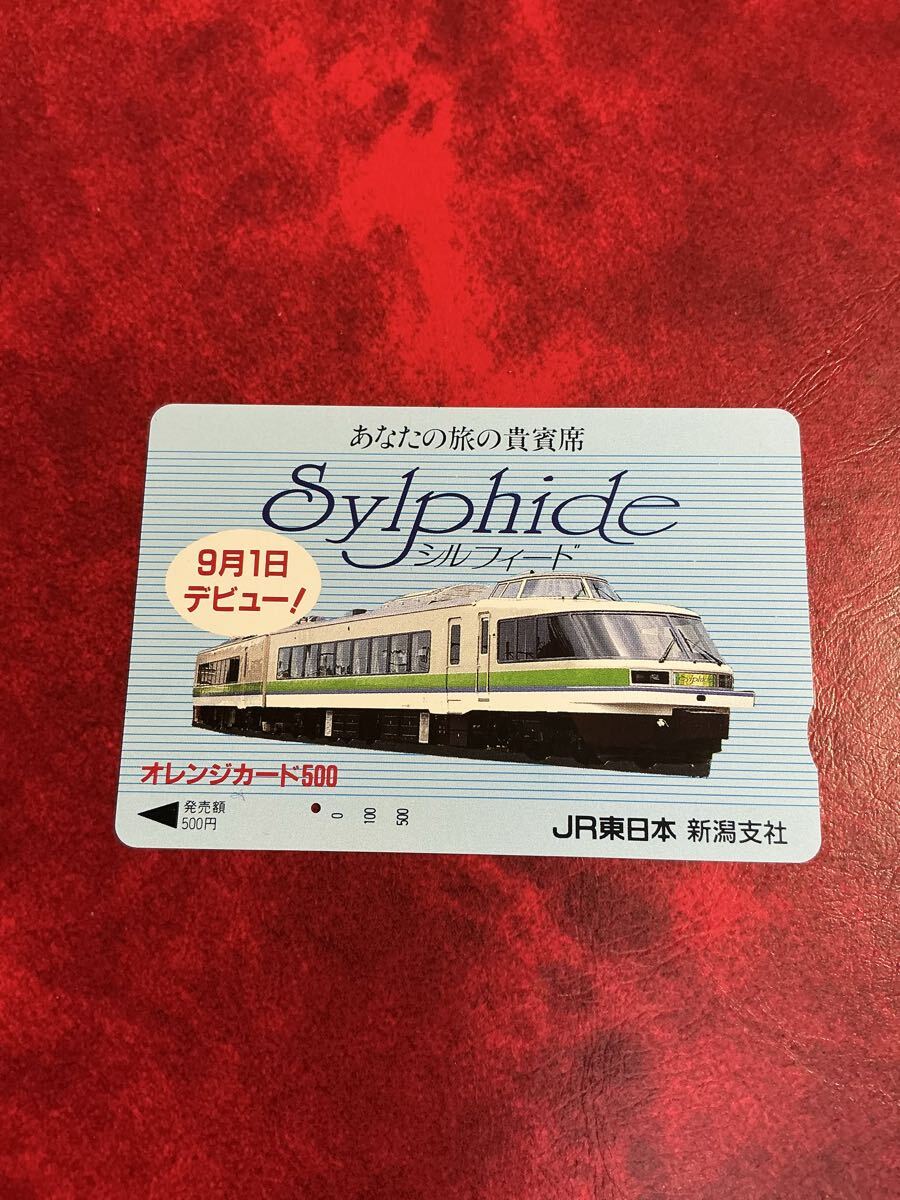 あなたの旅の貴賓席
Sylphide
シルフィード
9月1日
デビュー!
Sylphide
オレンジカード500
発売額
500円
0
100
500
JR東日本 新潟支社